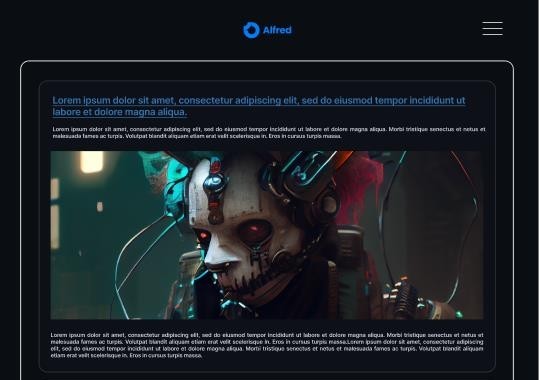 Alfred
Lorem ipsum dolor sit amet, consectetur adipiscing elit, sed do eiusmod tempor incididunt ut
labore et dolore magna aliqua.
Lorem ipsum dolor sit amet, consectetur adipiscing elit, sed do eiusmod tempor incididunt ut labore et dolore magna aliqua. Morbi tristique senectus et netus et
malesuada fames ac turpis. Volutpat blandit aliquam etiam erat velit scelerisque in. Eros in cursus turpis massa.
Lorem ipsum dolor sit amet, consectetur adipiscing elit, sed do eiusmod tempor incididunt ut labore et dolore magna aliqua. Morbi tristique senectus et netus et
malesuada fames ac turpis. Volutpat blandit aliquam etiam erat velit scelerisque in. Eros in cursus turpis massa.Lorem ipsum dolor sit amet, consectetur adipiscing
elit, sed do eiusmod tempor incididunt ut labore et dolore magna aliqua. Morbi tristique senectus et netus et malesuada fames ac turpis. Volutpat blandit aliquam
etiam erat velit scelerisque in. Eros in cursus turpis massa.